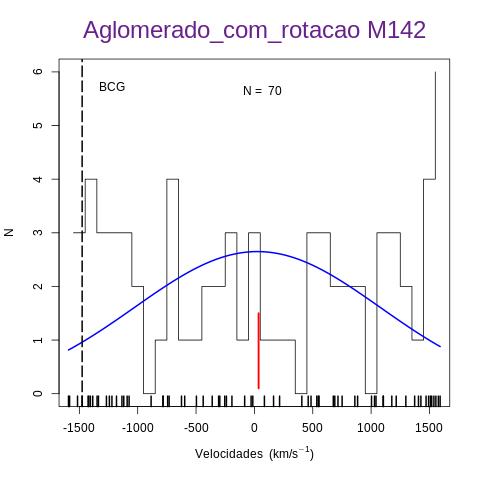 Aglomerado_com_rotacao M142
BCG
N = 70
6
5
4
3
2
1
0
N
-1500 -1000 -500 0 500 1000 1500
Velocidades (km/s⁻¹)